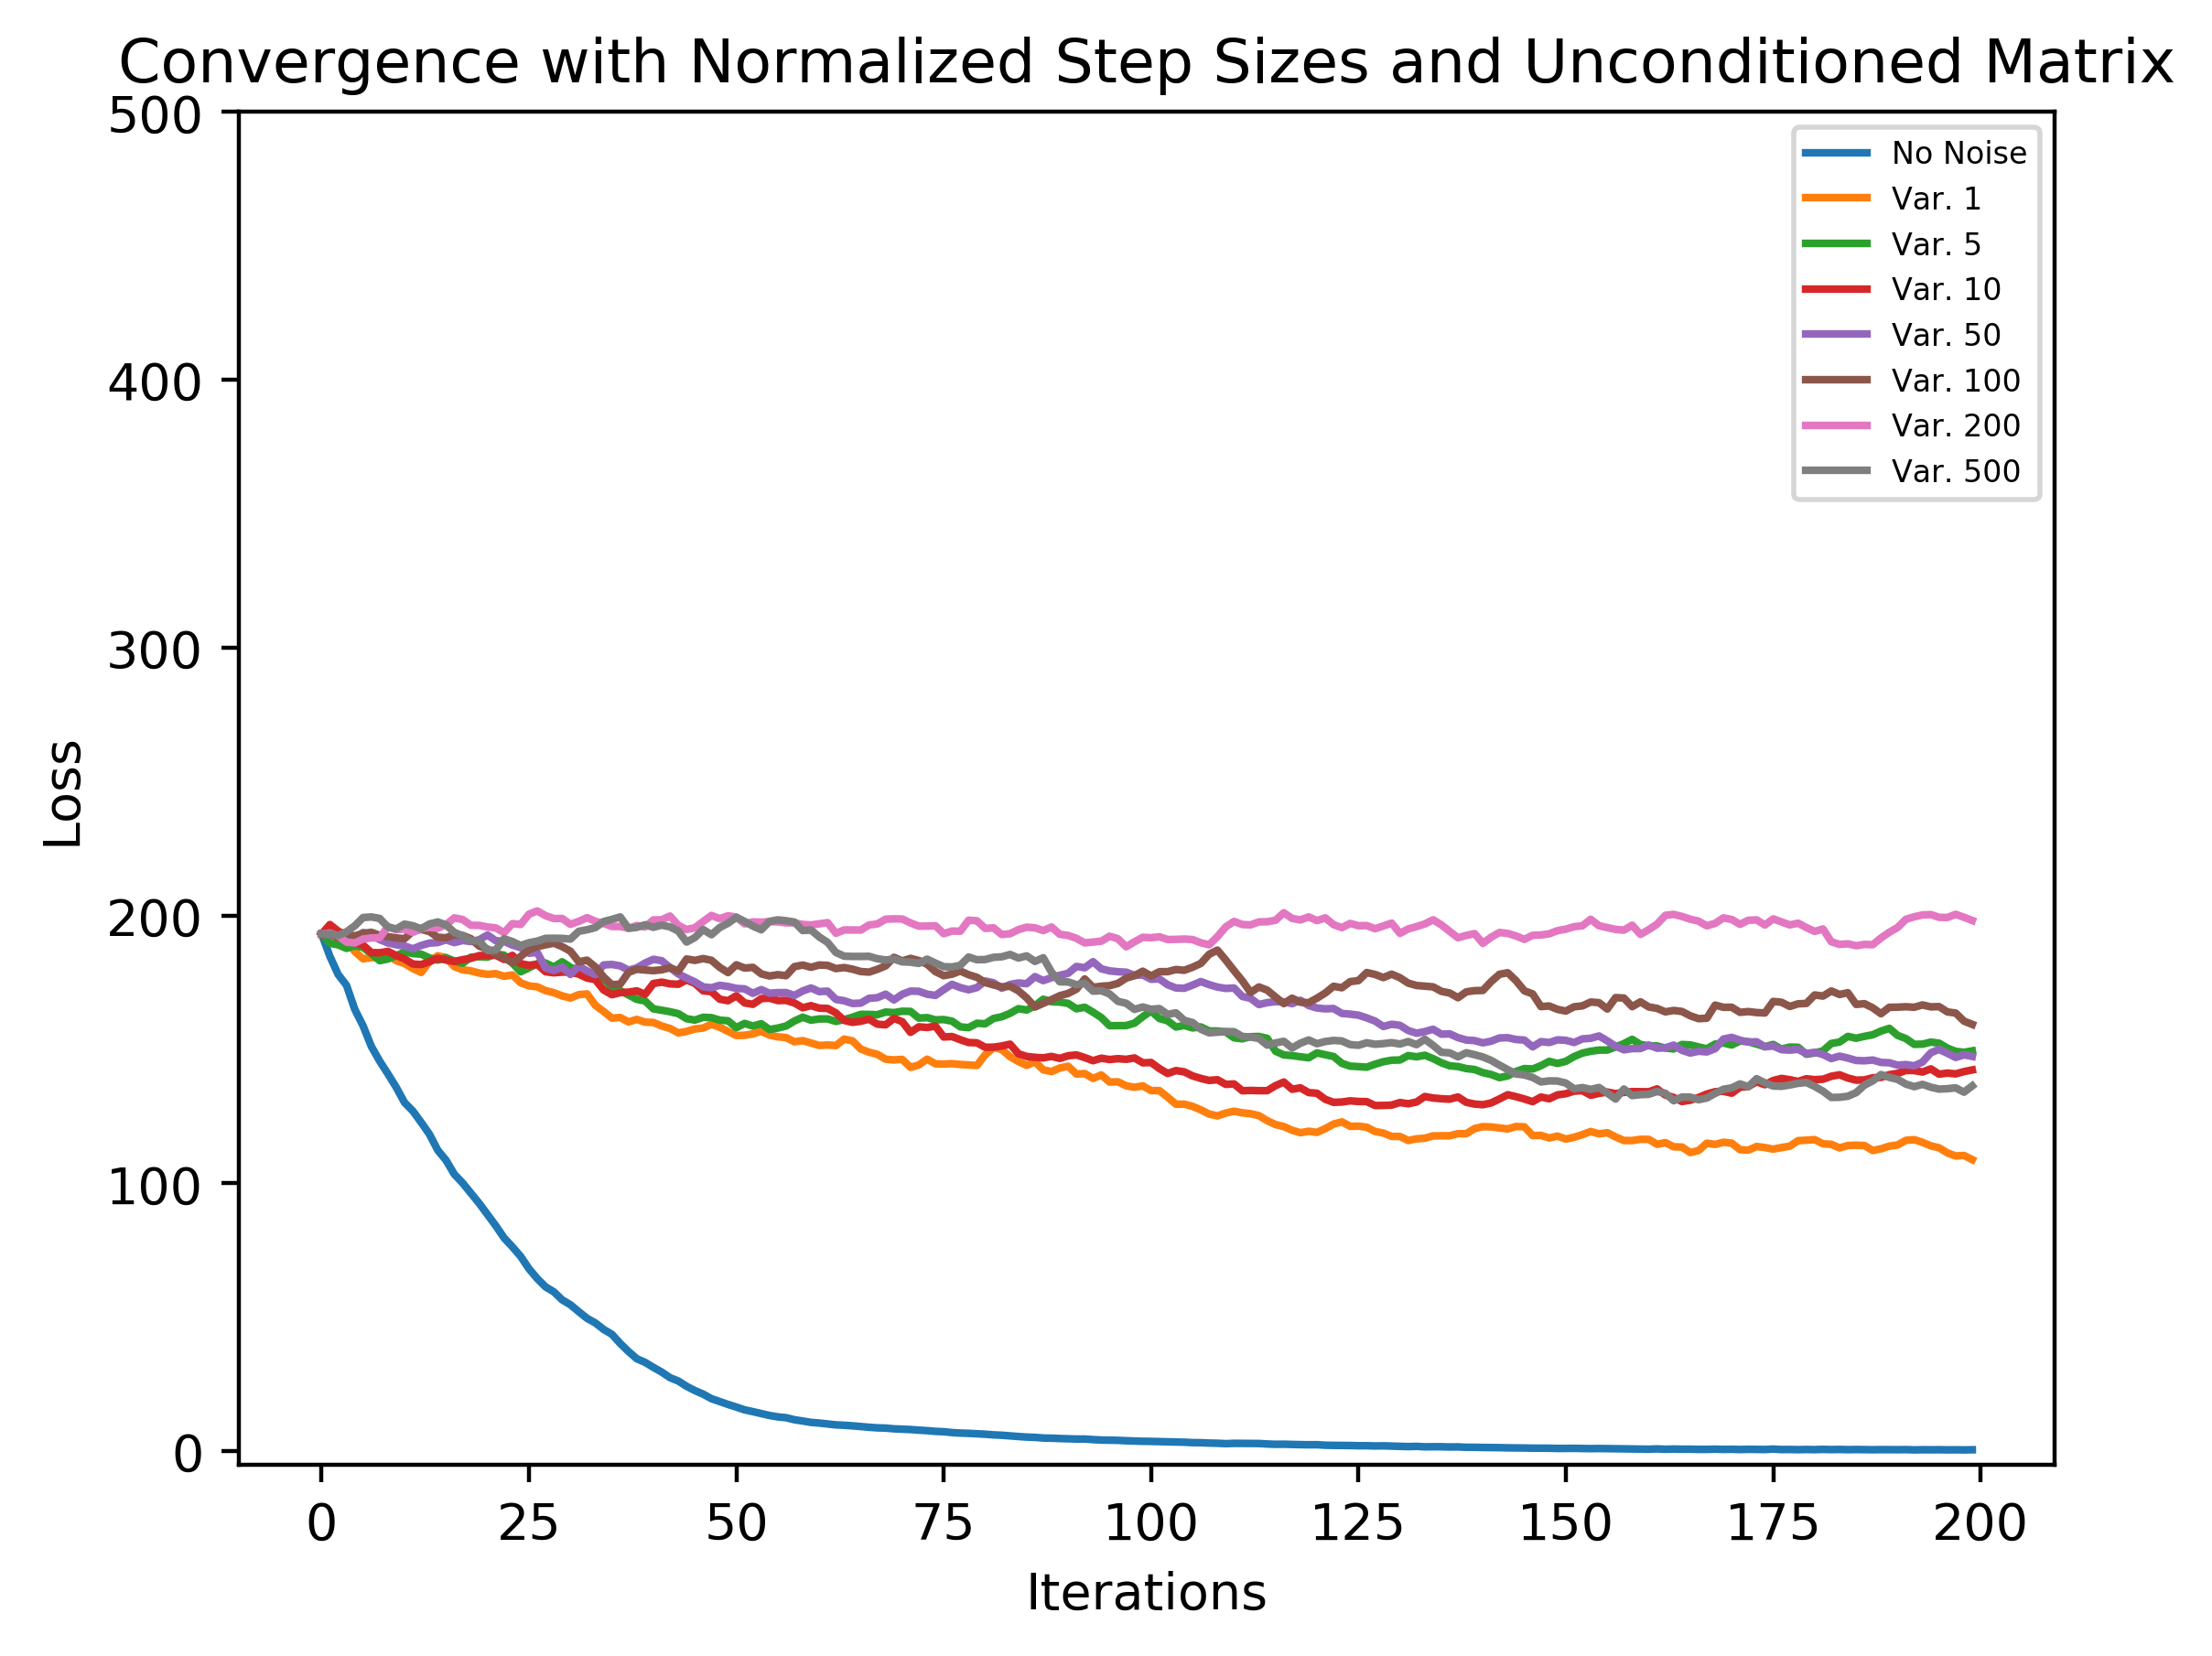 Convergence with Normalized Step Sizes and Unconditioned Matrix
500
400
300
200
100
0
Loss
No Noise
Var. 1
Var. 5
Var. 10
Var. 50
Var. 100
Var. 200
Var. 500
0 25 50 75 100 125 150 175 200
Iterations